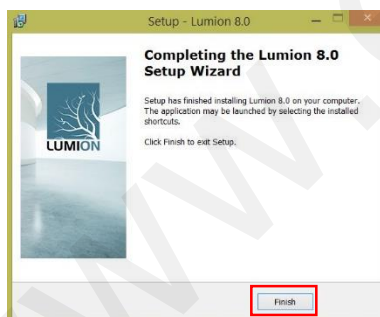 Setup - Lumion 8.0
Completing the Lumion 8.0
Setup Wizard
Setup has finished installing Lumion 8.0 on your computer.
The application may be launched by selecting the installed
shortcuts.
Click Finish to exit Setup.
LUMION
Finish